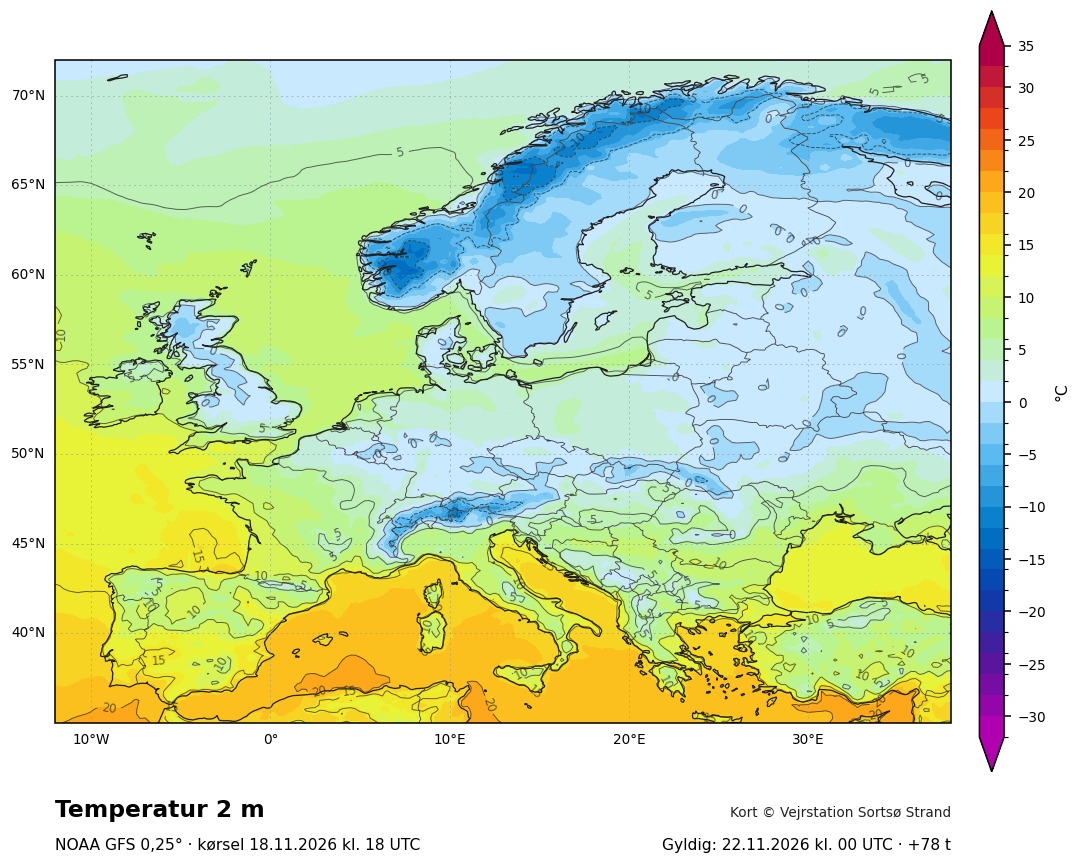 70°N
65°N
60°N
55°N
50°N
45°N
40°N
10°W
0°
10°E
20°E
30°E
35
30
25
20
15
10
5
0
−5
−10
−15
−20
−25
−30
°C
Temperatur 2 m
Kort © Vejrstation Sortsø Strand
NOAA GFS 0,25° · kørsel 18.11.2026 kl. 18 UTC
Gyldig: 22.11.2026 kl. 00 UTC · +78 t